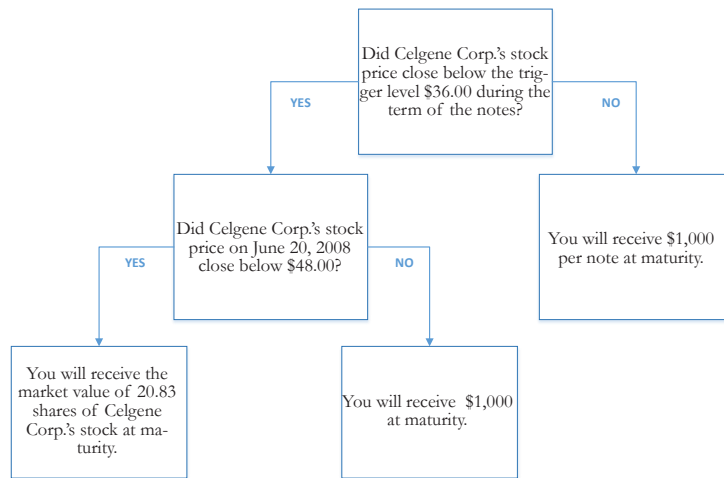 Did Celgene Corp.'s stock
price close below the trig-
ger level $36.00 during the
term of the notes?
YES
NO
Did Celgene Corp.'s stock
price on June 20, 2008
close below $48.00?
You will receive $1,000
per note at maturity.
YES
NO
You will receive the
market value of 20.83
shares of Celgene
Corp.'s stock at ma-
turity.
You will receive $1,000
at maturity.